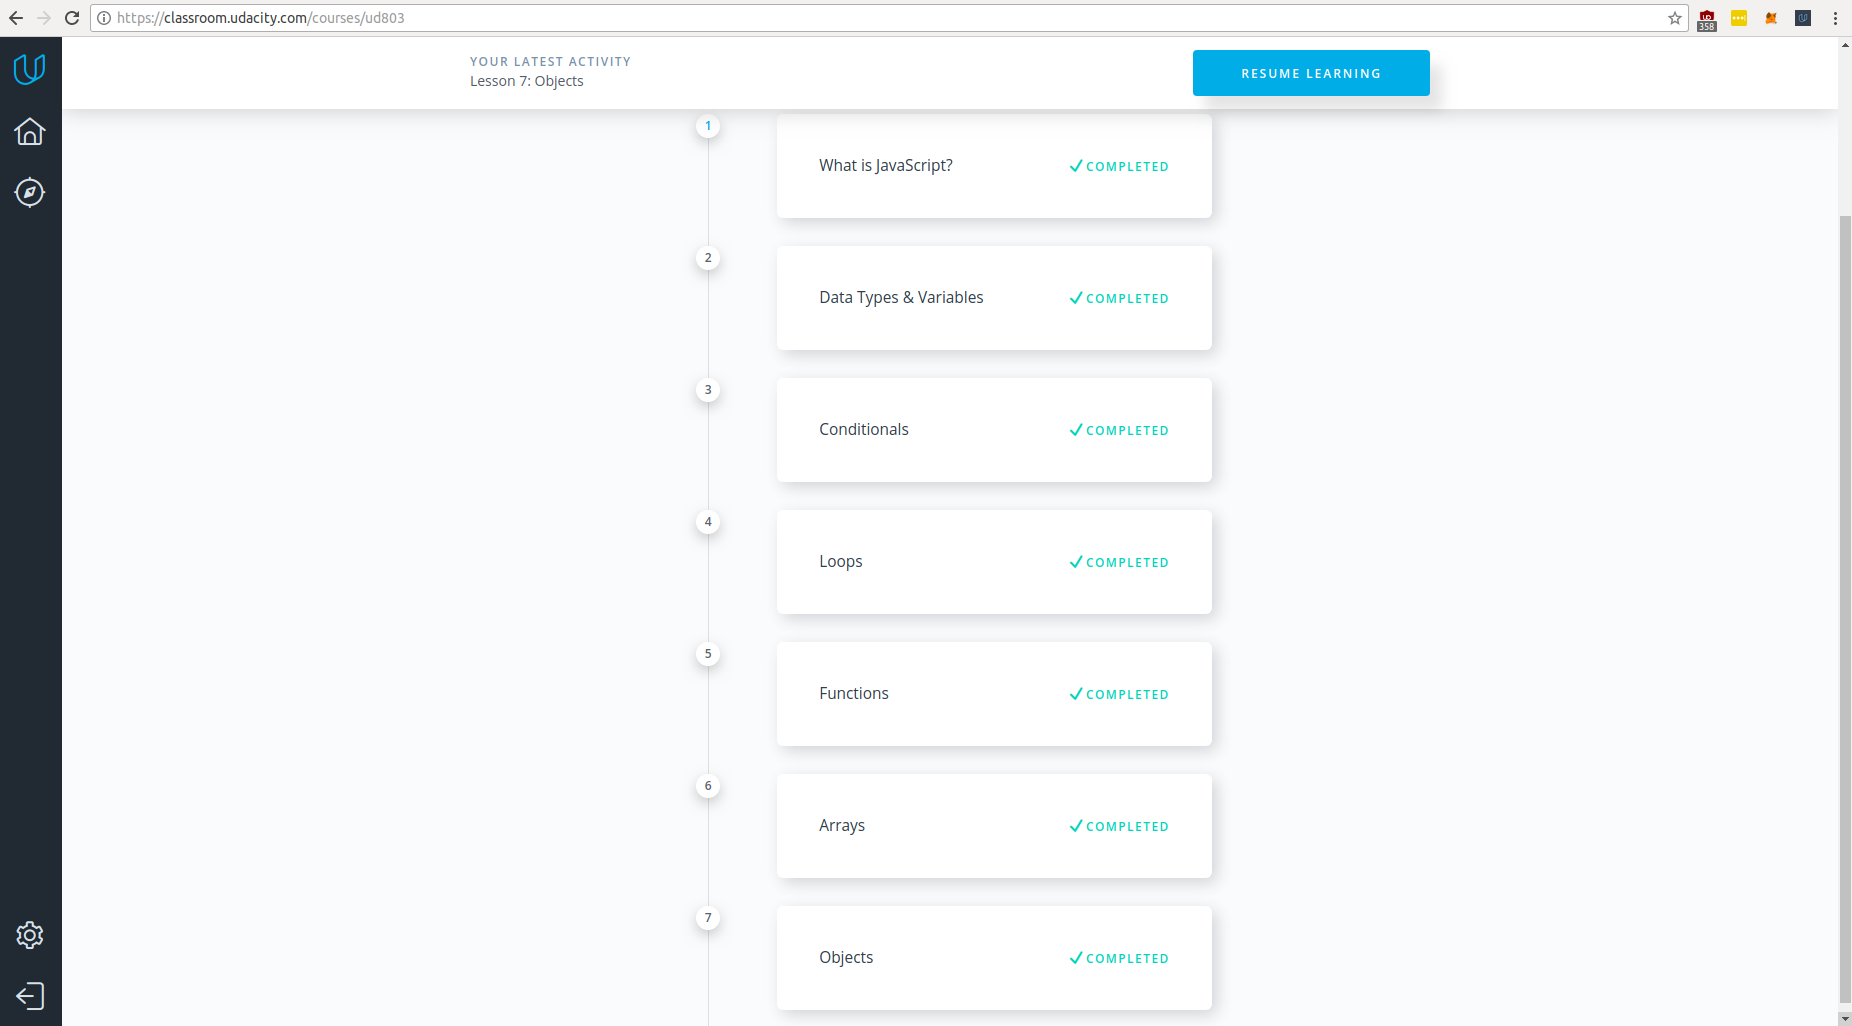 https://classroom.udacity.com/courses/ud803
358
YOUR LATEST ACTIVITY
Lesson 7: Objects
RESUME LEARNING
1
What is JavaScript?
COMPLETED
2
Data Types & Variables
COMPLETED
3
Conditionals
COMPLETED
4
Loops
COMPLETED
5
Functions
COMPLETED
6
Arrays
COMPLETED
7
Objects
COMPLETED